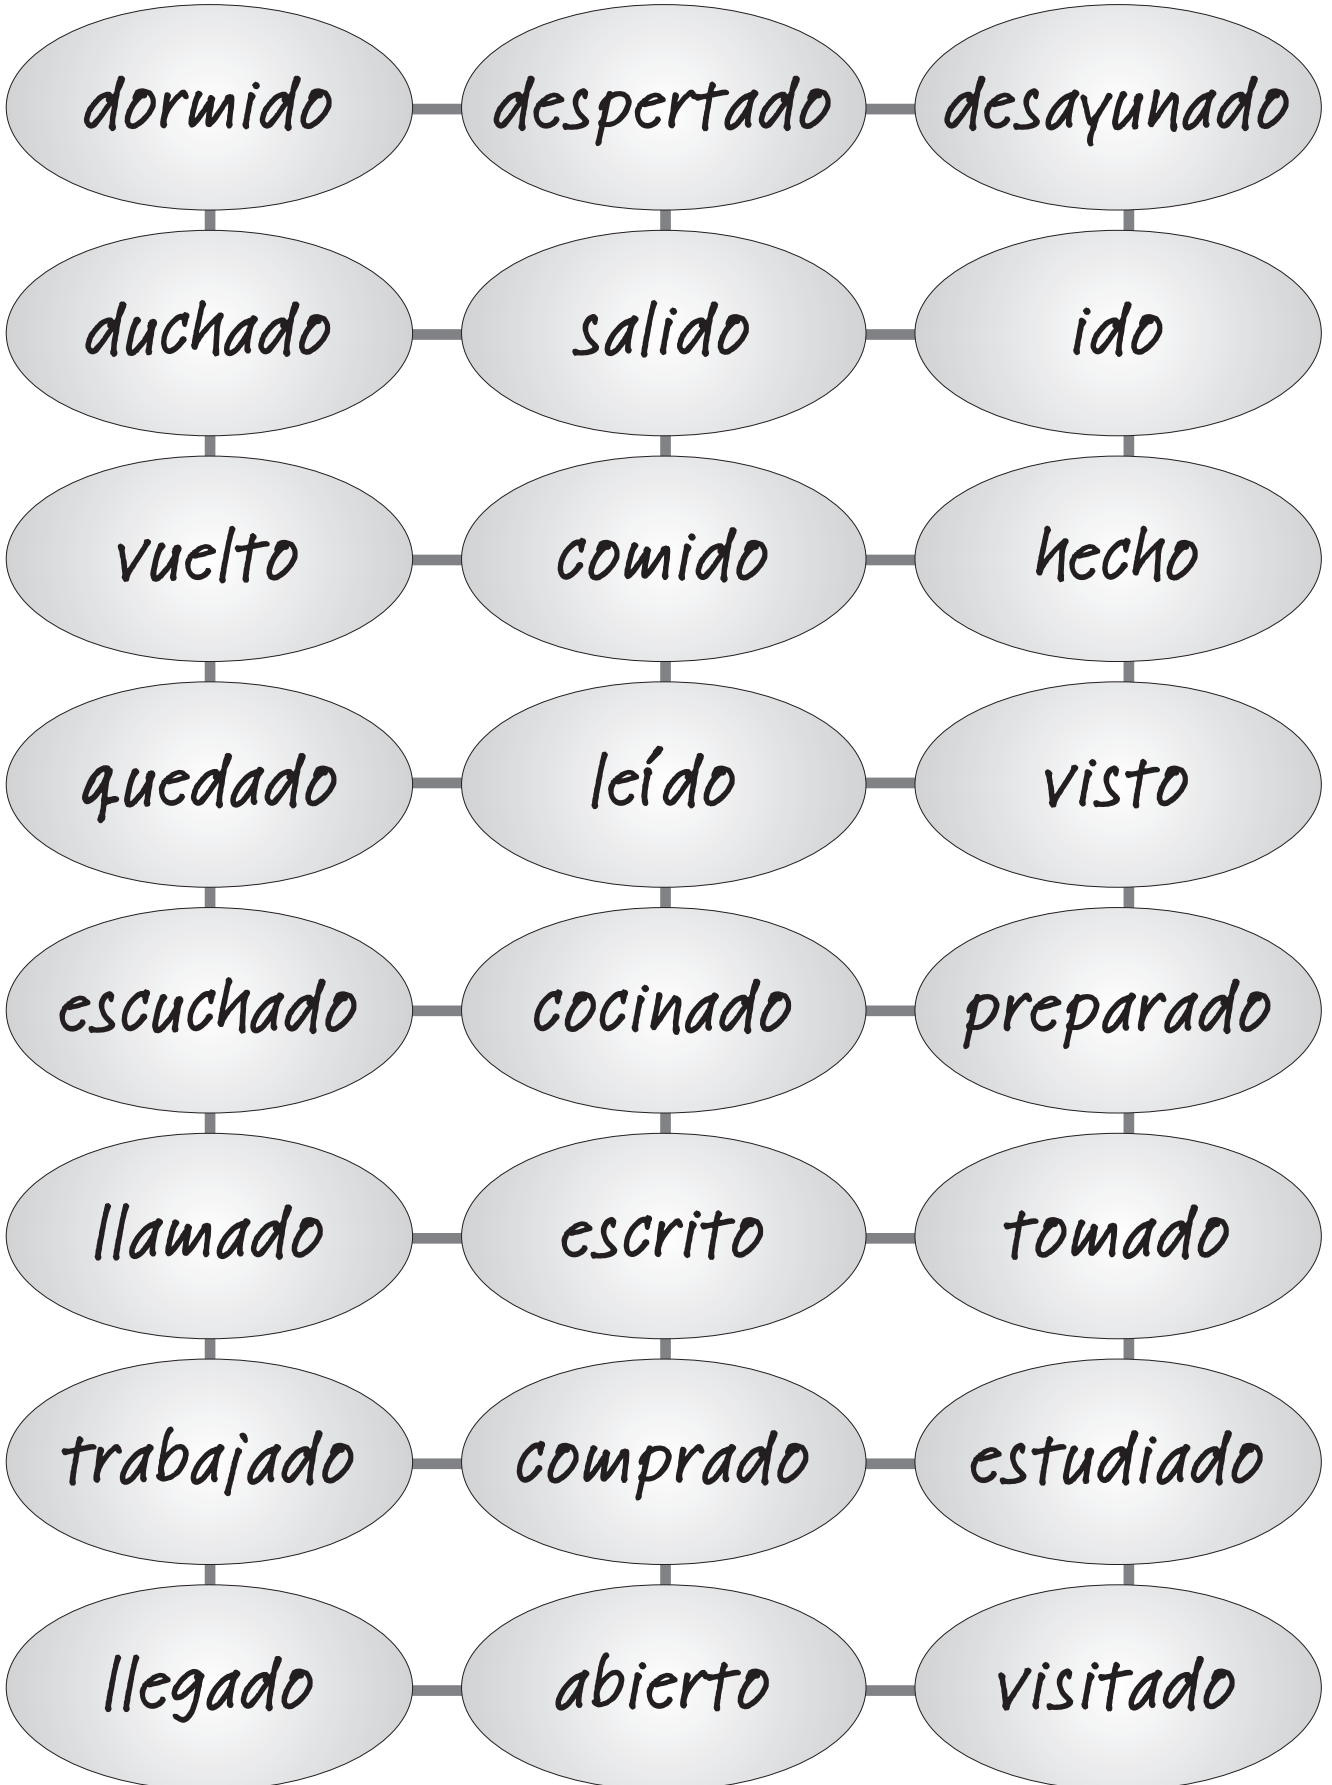 dormido despertado desayunado
duchado salido ido
vuelto comido hecho
quedado leído visto
escuchado cocinado preparado
llamado escrito tomado
trabajado comprado estudiado
llegado abierto visitado